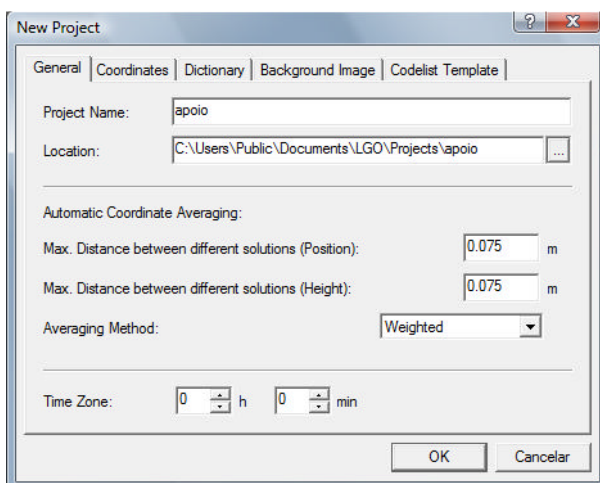 New Project
General Coordinates Dictionary Background Image Codelist Template
Project Name: apoio
Location: C:\Users\Public\Documents\LGO\Projects\apoio ...
Automatic Coordinate Averaging:
Max. Distance between different solutions (Position): 0.075 m
Max. Distance between different solutions (Height): 0.075 m
Averaging Method: Weighted
Time Zone: 0 h 0 min
OK Cancelar